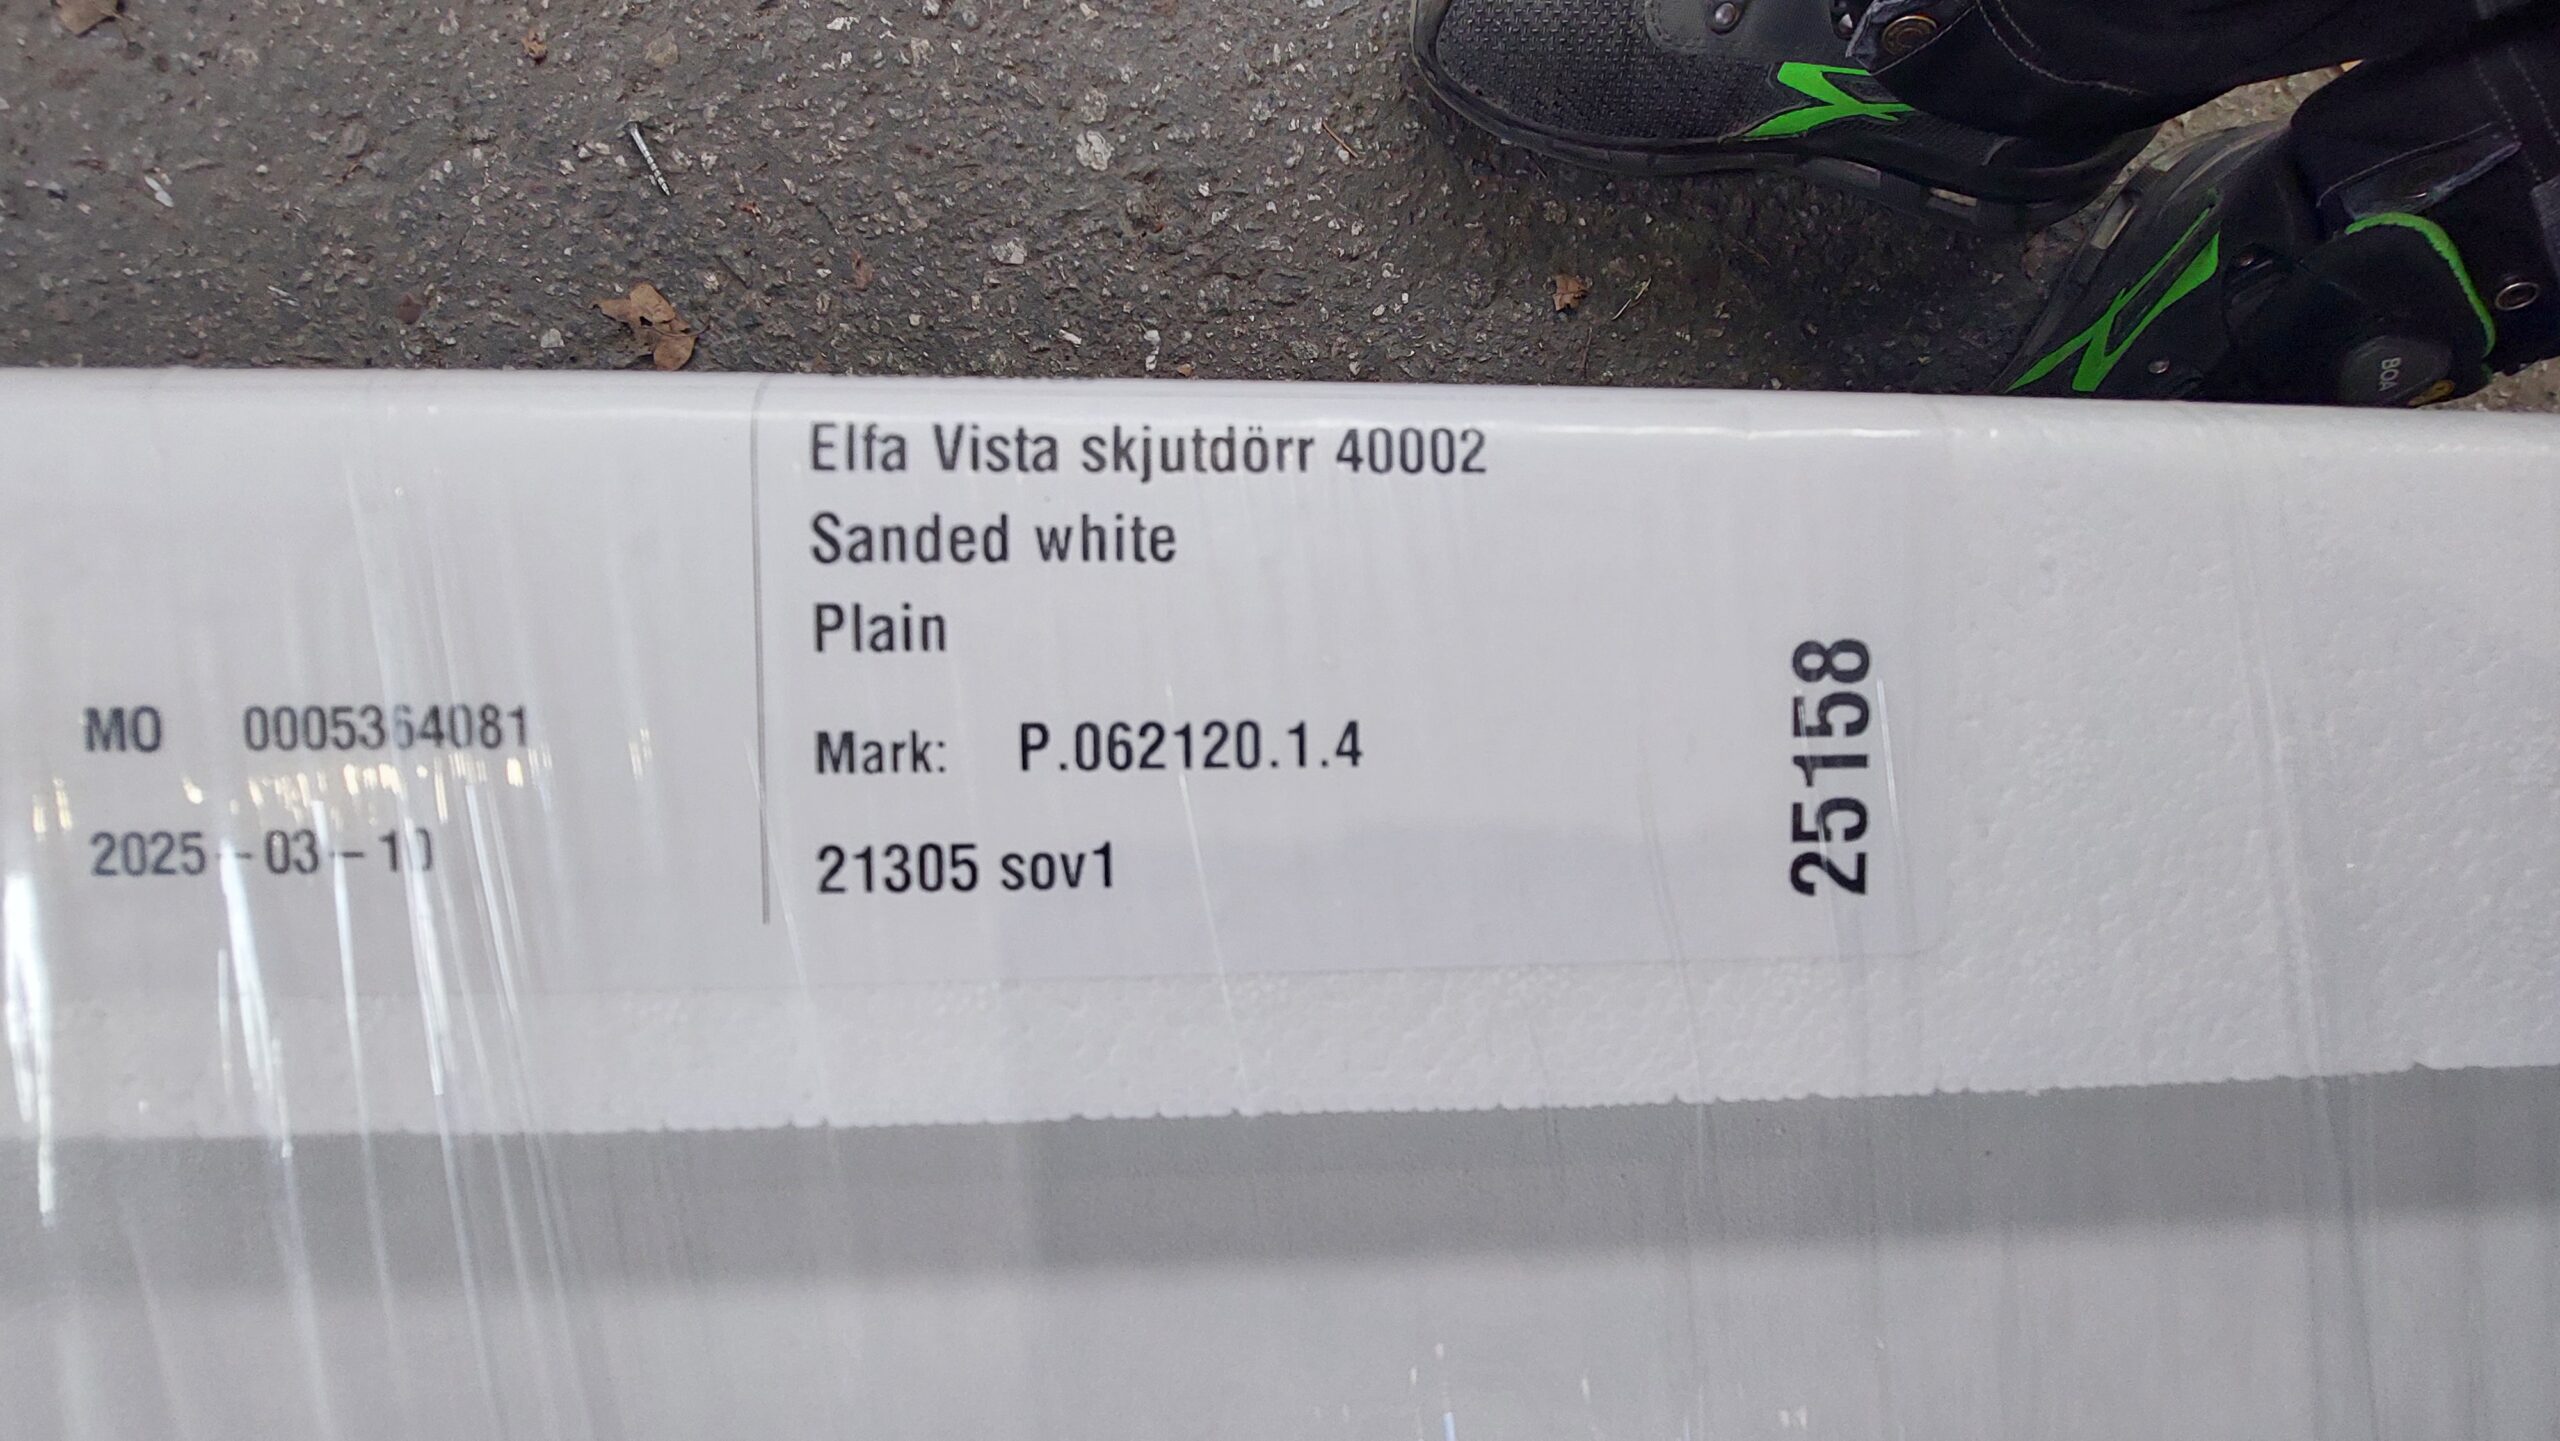 Elfa Vista skjutdörr 40002
Sanded white
Plain
MO 0005364081
Mark: P.062120.1.4
2025-03-10
21305 sov1
25158
BOA